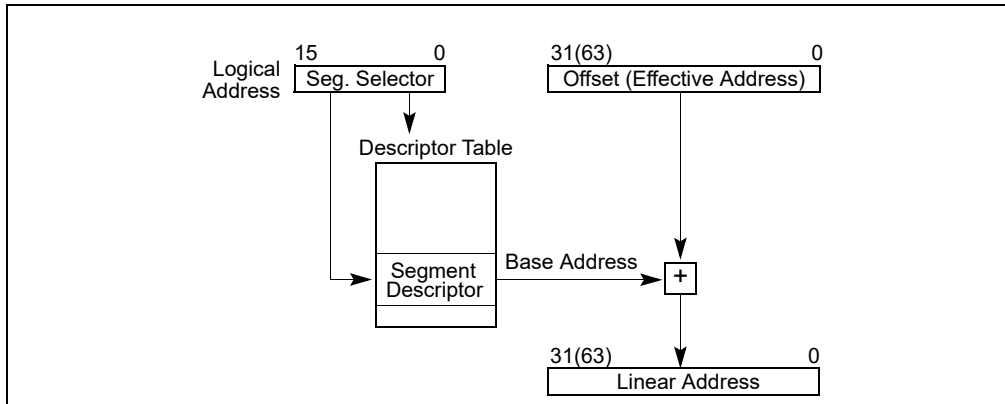 15 0 31(63) 0
Logical
Address
Seg. Selector
Offset (Effective Address)
Descriptor Table
Segment
Descriptor
Base Address
+
31(63) 0
Linear Address